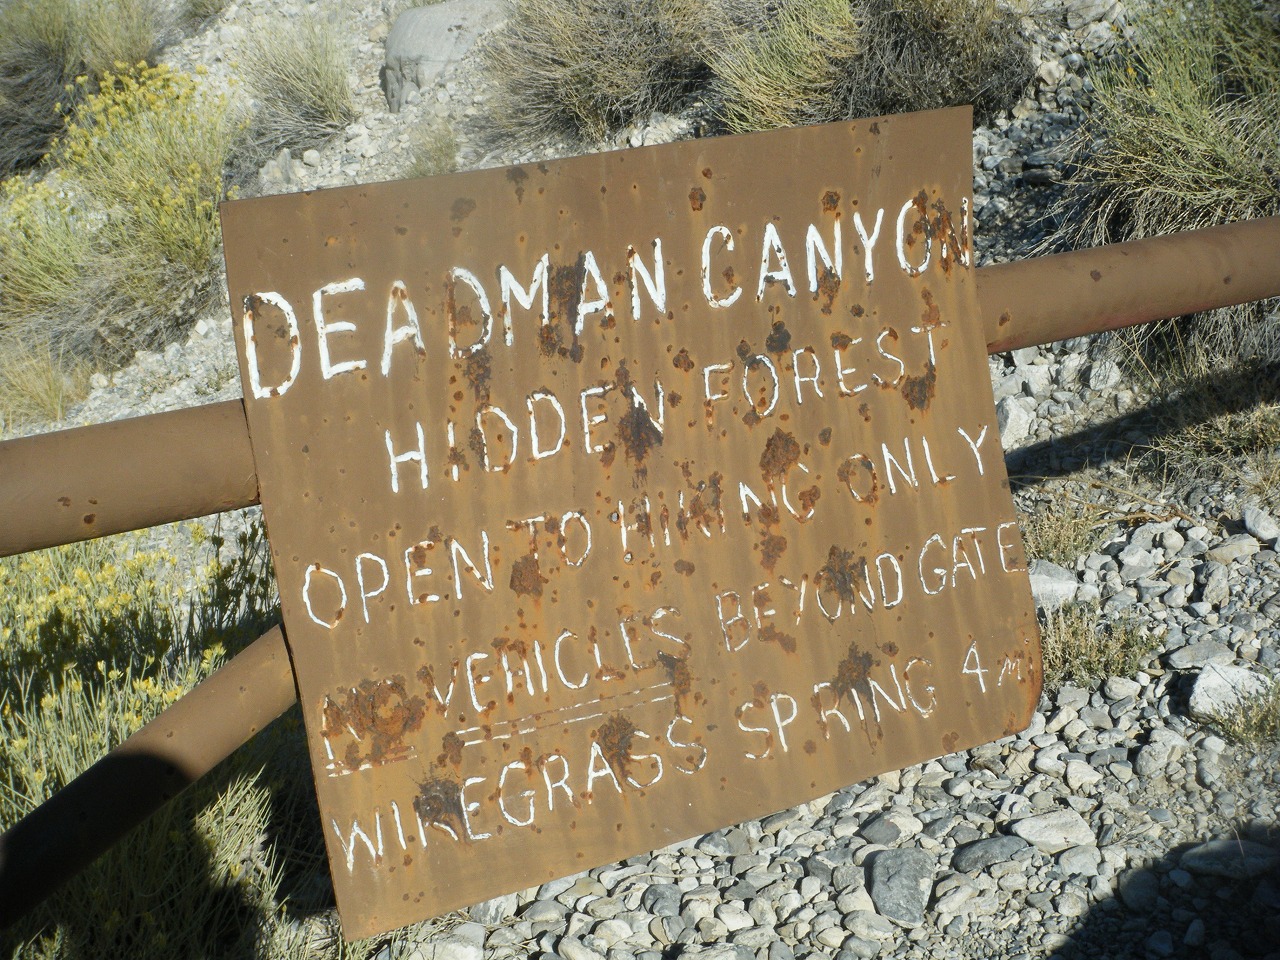 DEADMAN CANYON
HIDDEN FOREST
OPEN TO HIKING ONLY
NO VEHICLES BEYOND GATE
WIREGRASS SPRING 4 MI